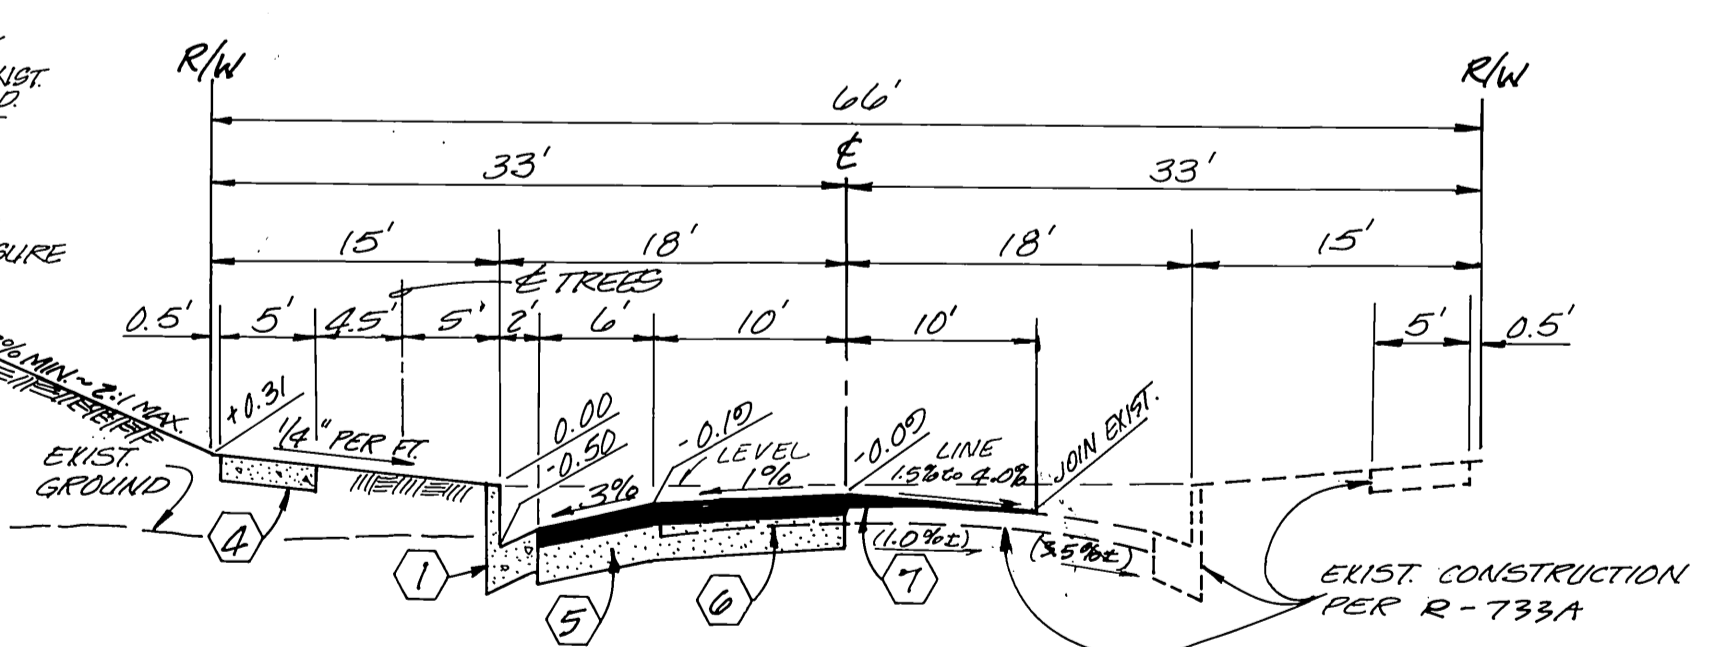 R/W
R/W
IST.
D.
66'
℄
33'
33'
SURE
15'
18'
18'
15'
℄ TREES
0.5'
5'
4.5'
5'
2'
6'
10'
10'
5'
0.5'
% MIN. ~ 2:1 MAX.
+0.31
1/4" PER FT.
0.00
-0.50
-0.19
LEVEL
-0.09
LINE
JOIN EXIST.
3%
1%
1.5% to 4.0%
EXIST.
GROUND
4
1
5
6
7
(1.0%±)
(3.5%±)
EXIST. CONSTRUCTION
PER R-733A